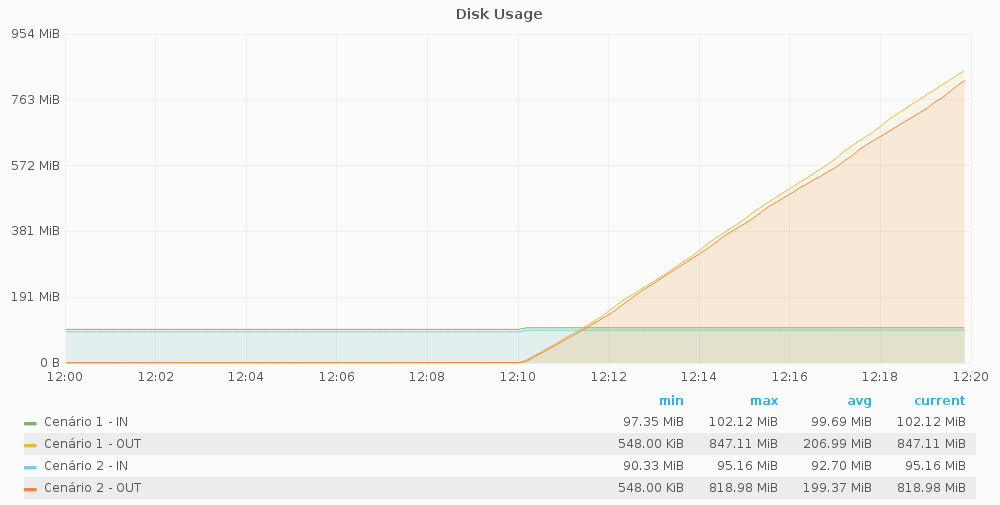 Disk Usage
954 MiB
763 MiB
572 MiB
381 MiB
191 MiB
0 B
12:00 12:02 12:04 12:06 12:08 12:10 12:12 12:14 12:16 12:18 12:20
min max avg current
Cenário 1 - IN 97.35 MiB 102.12 MiB 99.69 MiB 102.12 MiB
Cenário 1 - OUT 548.00 KiB 847.11 MiB 206.99 MiB 847.11 MiB
Cenário 2 - IN 90.33 MiB 95.16 MiB 92.70 MiB 95.16 MiB
Cenário 2 - OUT 548.00 KiB 818.98 MiB 199.37 MiB 818.98 MiB